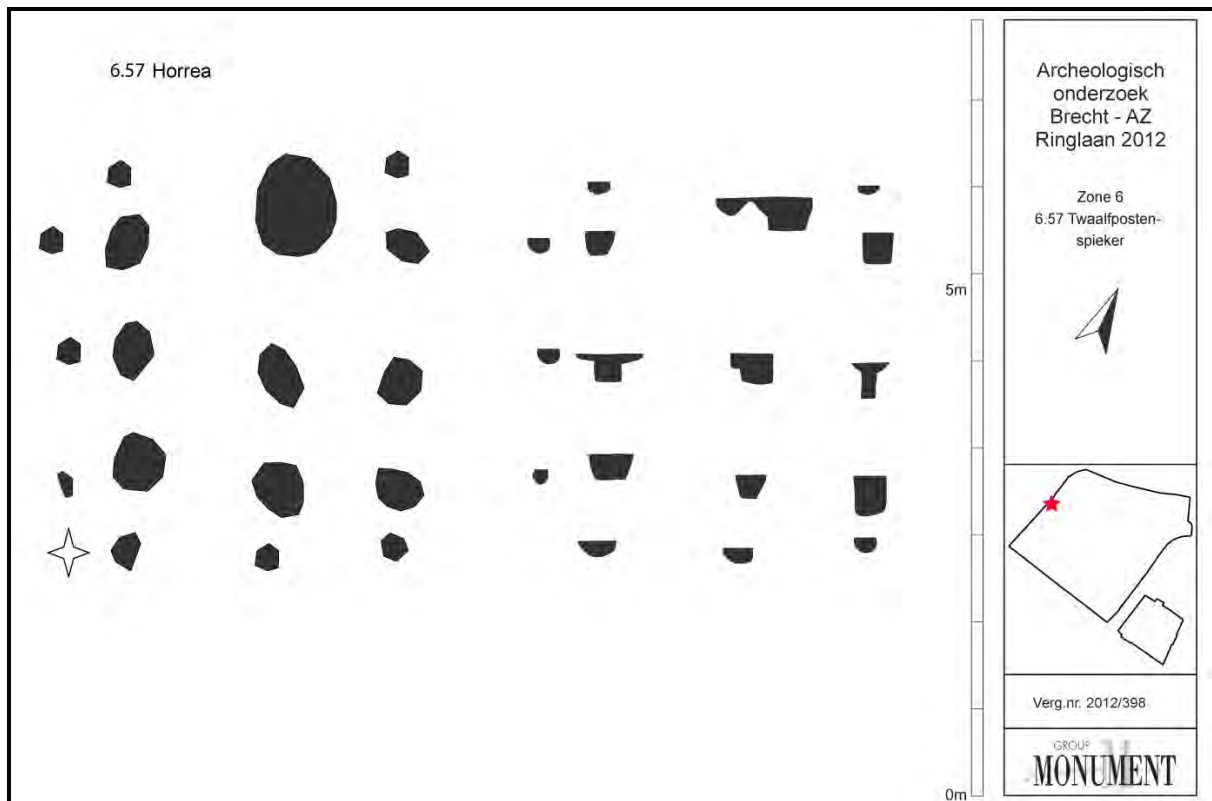 6.57 Horrea
5m
0m
Archeologisch
onderzoek
Brecht - AZ
Ringlaan 2012
Zone 6
6.57 Twaalfposten-
spieker
Verg.nr. 2012/398
GROUP
MONUMENT